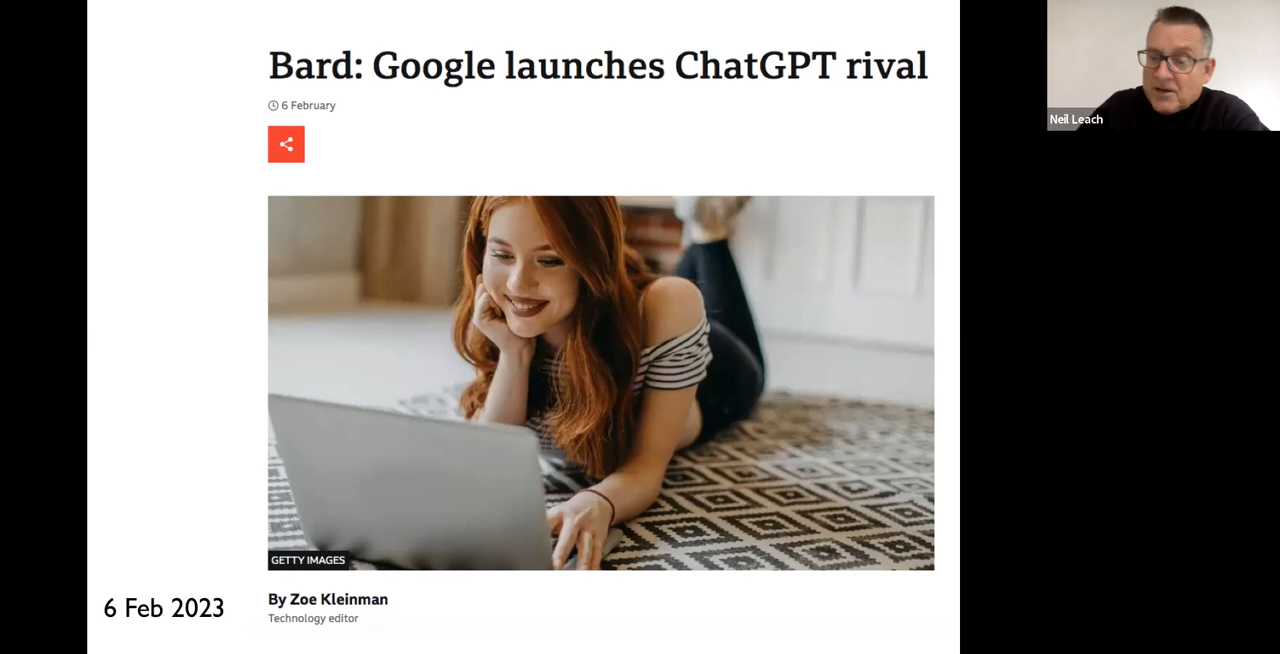 Bard: Google launches ChatGPT rival
6 February
Neil Leach
GETTY IMAGES
By Zoe Kleinman
Technology editor
6 Feb 2023